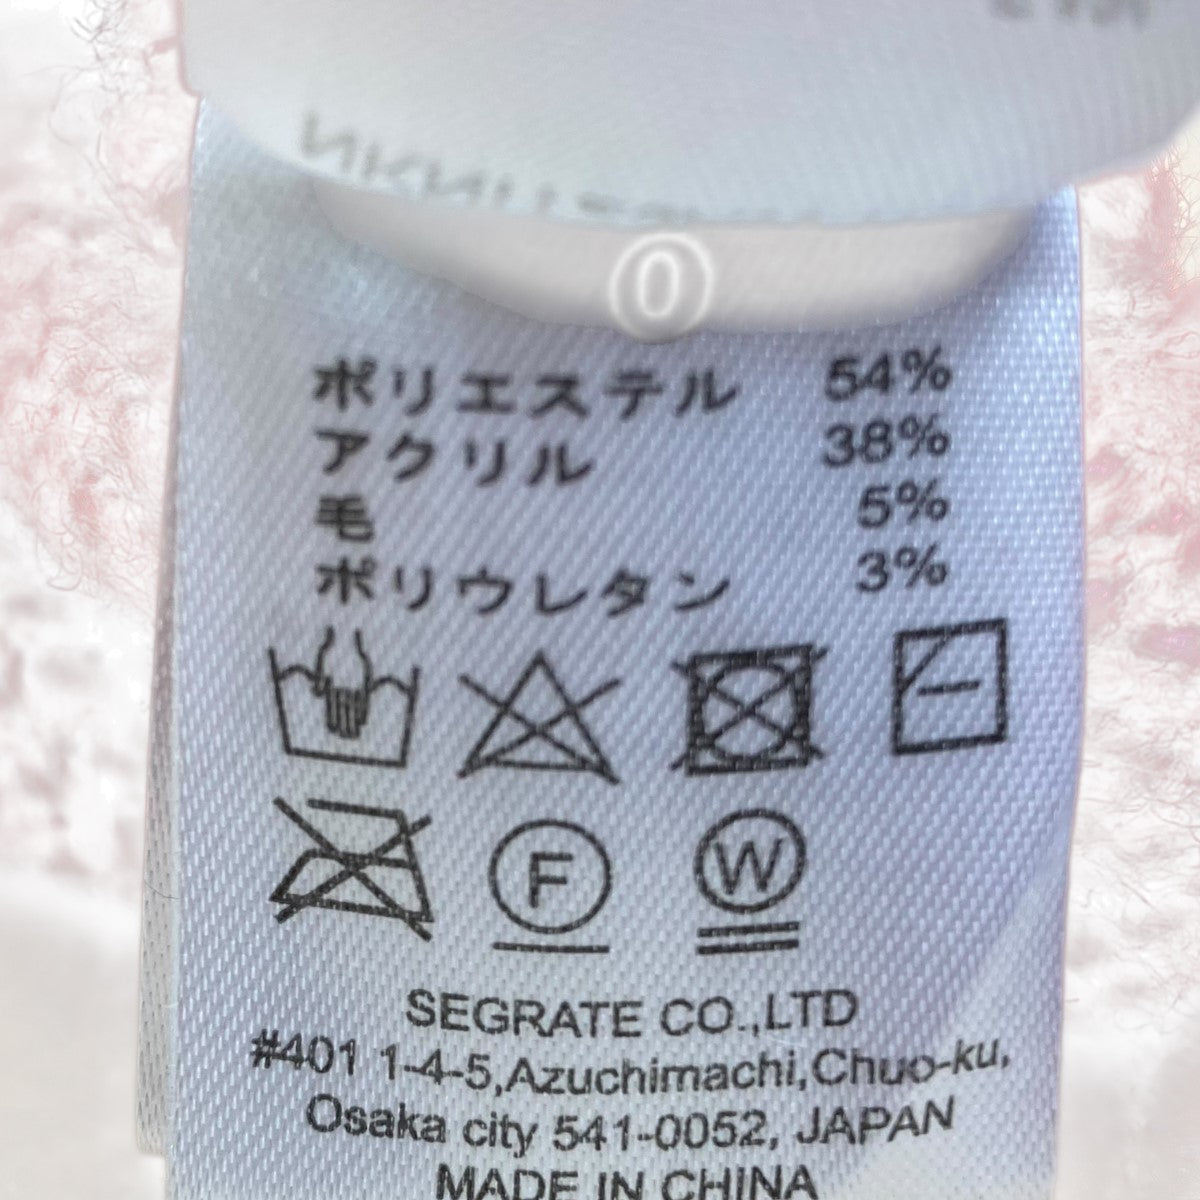 0
ポリエステル 54%
アクリル 38%
毛 5%
ポリウレタン 3%
F W
SEGRATE CO.,LTD
#401 1-4-5,Azuchimachi,Chuo-ku,
Osaka city 541-0052, JAPAN
MADE IN CHINA